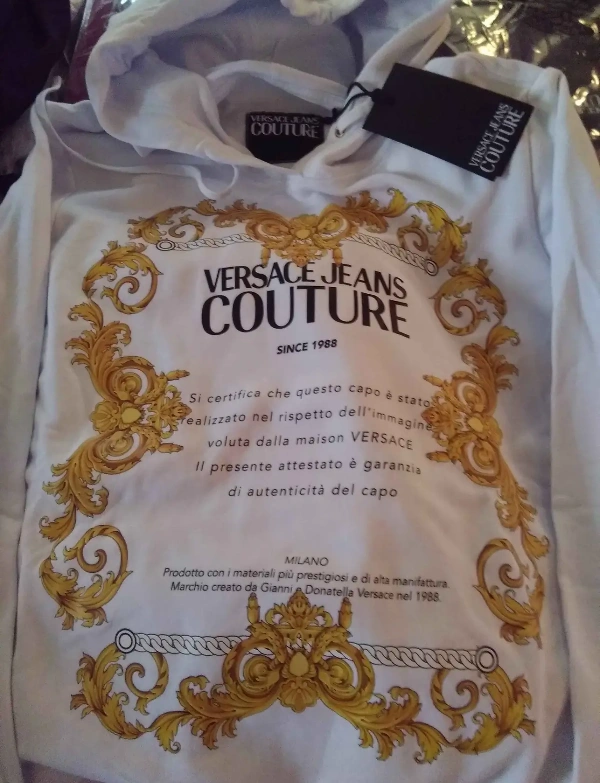 VERSACE JEANS
COUTURE
VERSACE JEANS
COUTURE
VERSACE JEANS
COUTURE
SINCE 1988
Si certifica che questo capo è stato
realizzato nel rispetto dell'immagine
voluta dalla maison VERSACE
Il presente attestato è garanzia
di autenticità del capo
MILANO
Prodotto con i materiali più prestigiosi e di alta manifattura.
Marchio creato da Gianni e Donatella Versace nel 1988.